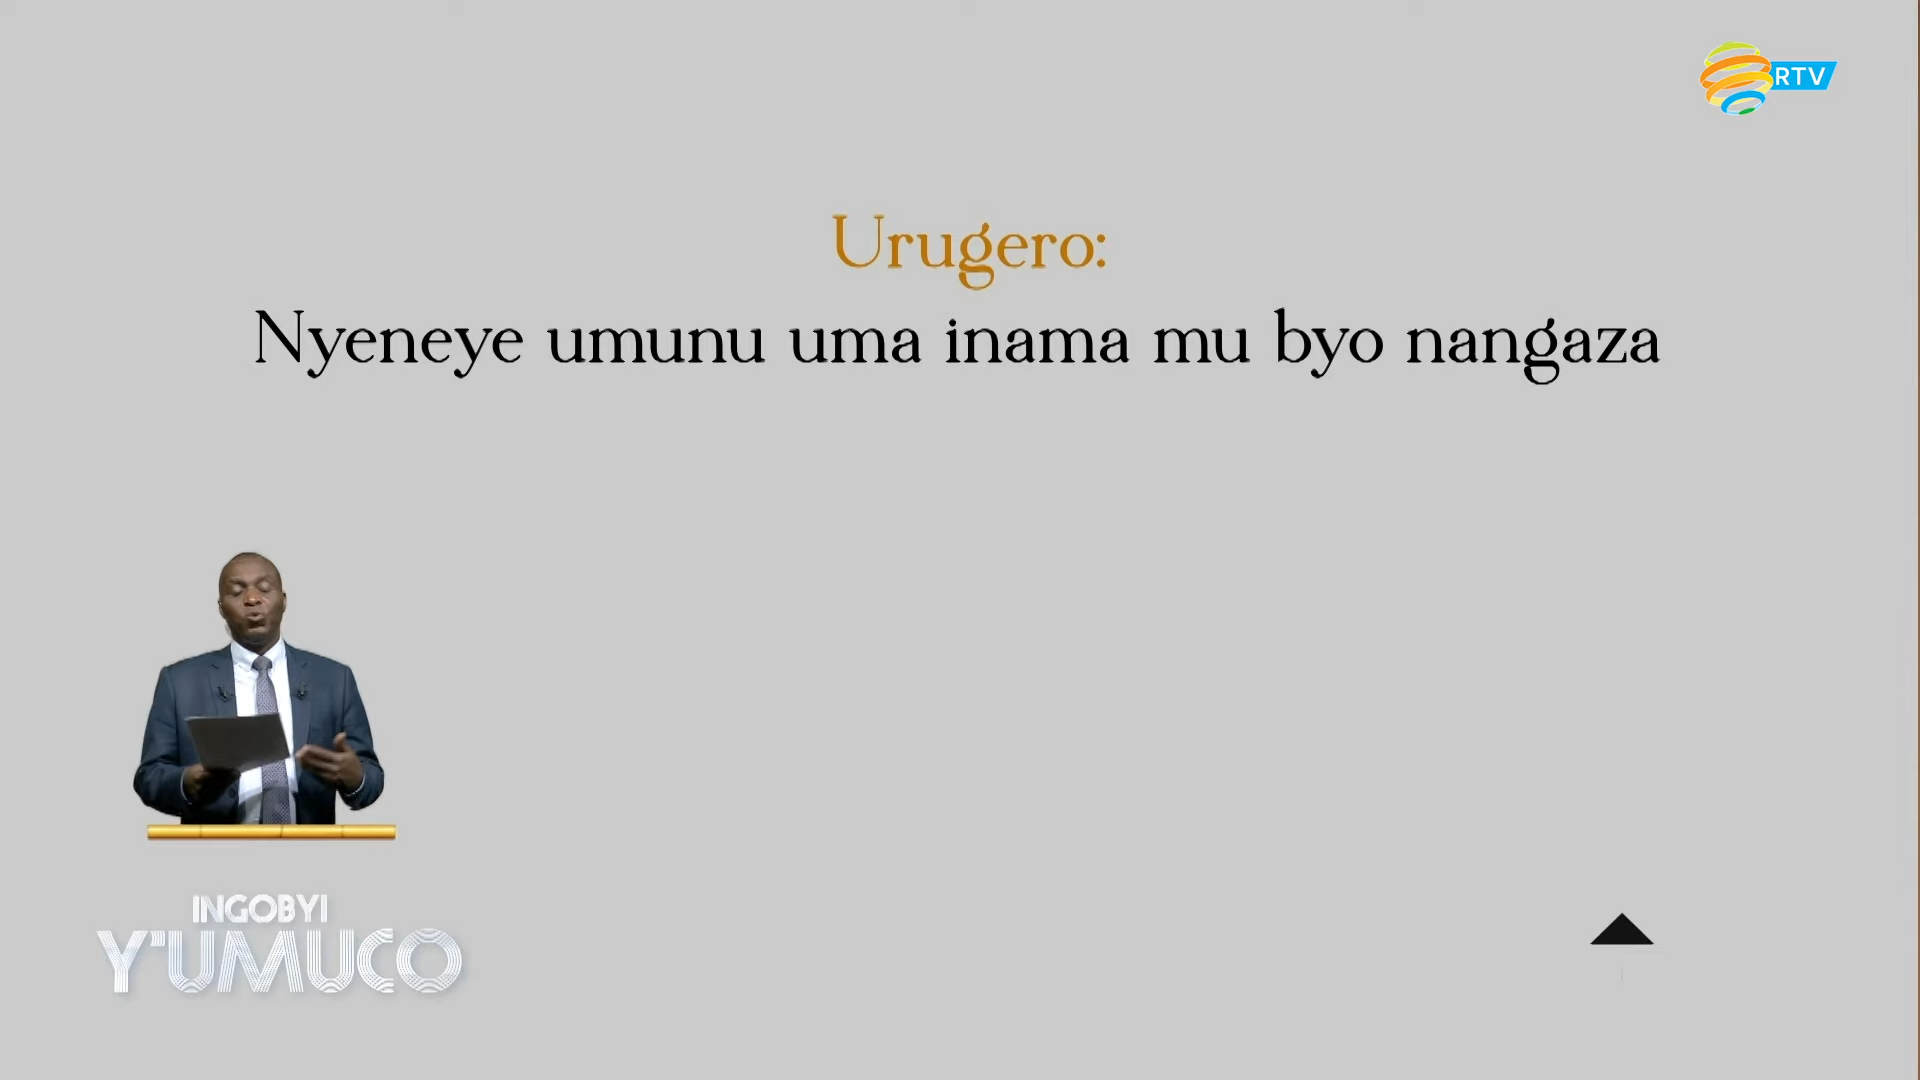 RTV
Urugero:
Nyeneye umunu uma inama mu byo nangaza
INGOBYI
Y'UMUCO